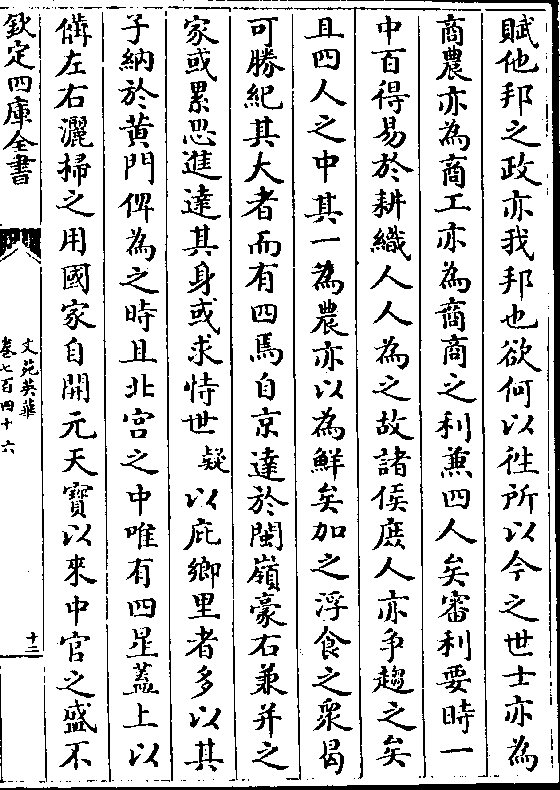 賦他邦之政亦我邦也欲何以徃所以今之世士亦為
商農亦為商工亦為商商之利兼四人矣審利要時一
中百得易於耕織人人為之故諸侯庶人亦争趨之矣
且四人之中其一為農亦以為鮮矣加之浮食之衆曷
可勝紀其大者而有四焉自京達於閩嶺豪右兼并之
家或累恐進達其身或求恃世疑以庇鄉里者多以其
子納於黄門俾為之時且北宫之中唯有四星蓋上以
備左右灑掃之用國家自開元天寶以來中官之盛不
欽定四庫全書
文苑英華
卷七百四十六
十二